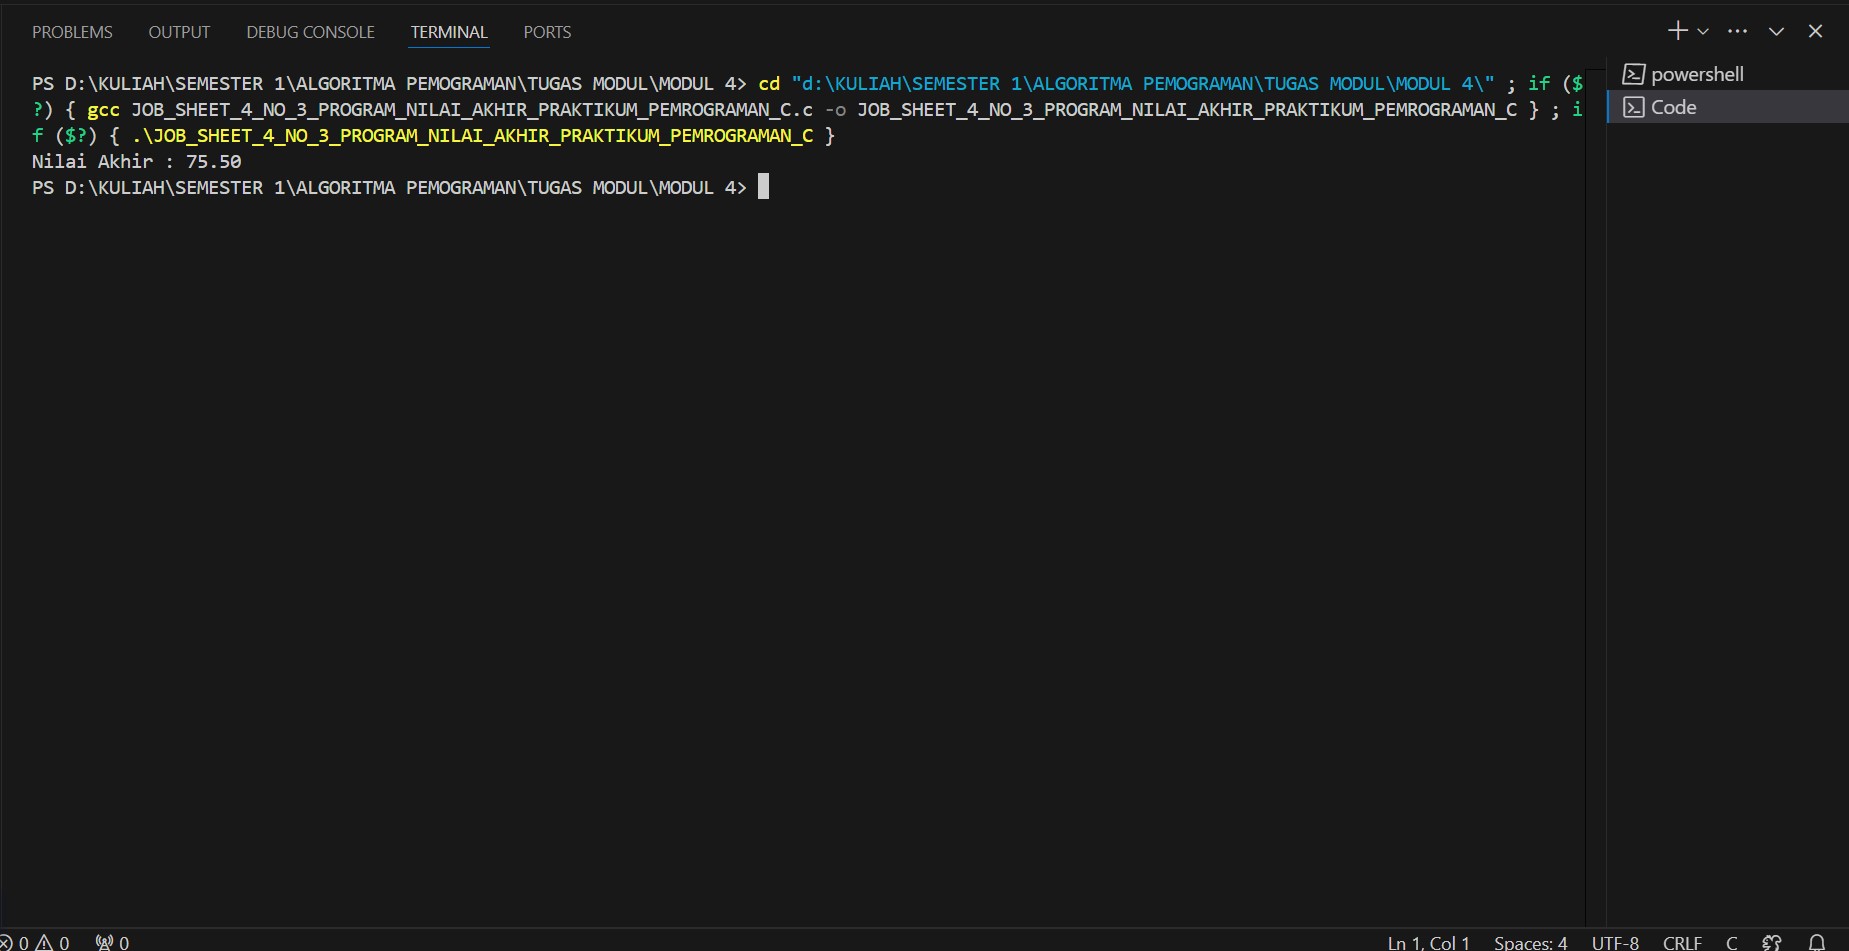 PROBLEMS OUTPUT DEBUG CONSOLE TERMINAL PORTS
PS D:\KULIAH\SEMESTER 1\ALGORITMA PEMOGRAMAN\TUGAS MODUL\MODUL 4> cd "d:\KULIAH\SEMESTER 1\ALGORITMA PEMOGRAMAN\TUGAS MODUL\MODUL 4\" ; if ($
?) { gcc JOB_SHEET_4_NO_3_PROGRAM_NILAI_AKHIR_PRAKTIKUM_PEMROGRAMAN_C.c -o JOB_SHEET_4_NO_3_PROGRAM_NILAI_AKHIR_PRAKTIKUM_PEMROGRAMAN_C } ; i
f ($?) { .\JOB_SHEET_4_NO_3_PROGRAM_NILAI_AKHIR_PRAKTIKUM_PEMROGRAMAN_C }
Nilai Akhir : 75.50
PS D:\KULIAH\SEMESTER 1\ALGORITMA PEMOGRAMAN\TUGAS MODUL\MODUL 4>
powershell
Code
0 0 0 Ln 1, Col 1 Spaces: 4 UTF-8 CRLF C